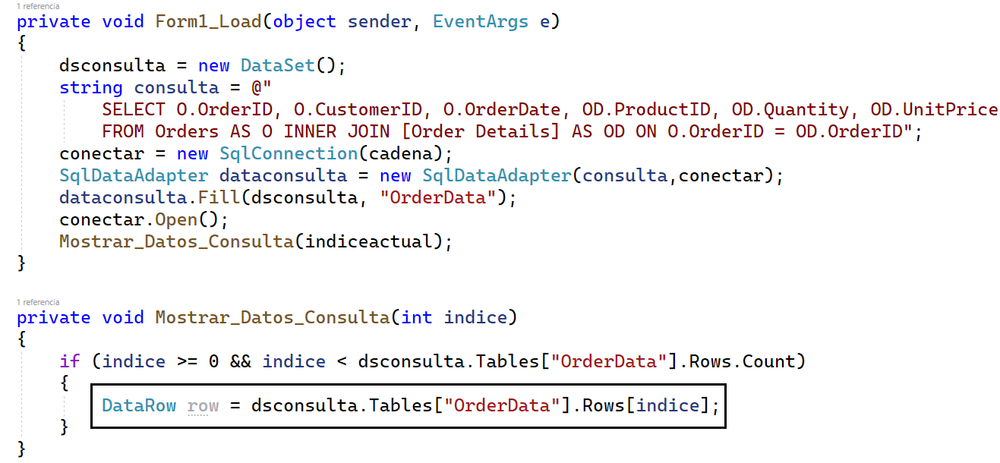 1 referencia
private void Form1_Load(object sender, EventArgs e)
{
dsconsulta = new DataSet();
string consulta = @"
SELECT O.OrderID, O.CustomerID, O.OrderDate, OD.ProductID, OD.Quantity, OD.UnitPrice
FROM Orders AS O INNER JOIN [Order Details] AS OD ON O.OrderID = OD.OrderID";
conectar = new SqlConnection(cadena);
SqlDataAdapter dataconsulta = new SqlDataAdapter(consulta,conectar);
dataconsulta.Fill(dsconsulta, "OrderData");
conectar.Open();
Mostrar_Datos_Consulta(indiceactual);
}
1 referencia
private void Mostrar_Datos_Consulta(int indice)
{
if (indice >= 0 && indice < dsconsulta.Tables["OrderData"].Rows.Count)
{
DataRow row = dsconsulta.Tables["OrderData"].Rows[indice];
}
}